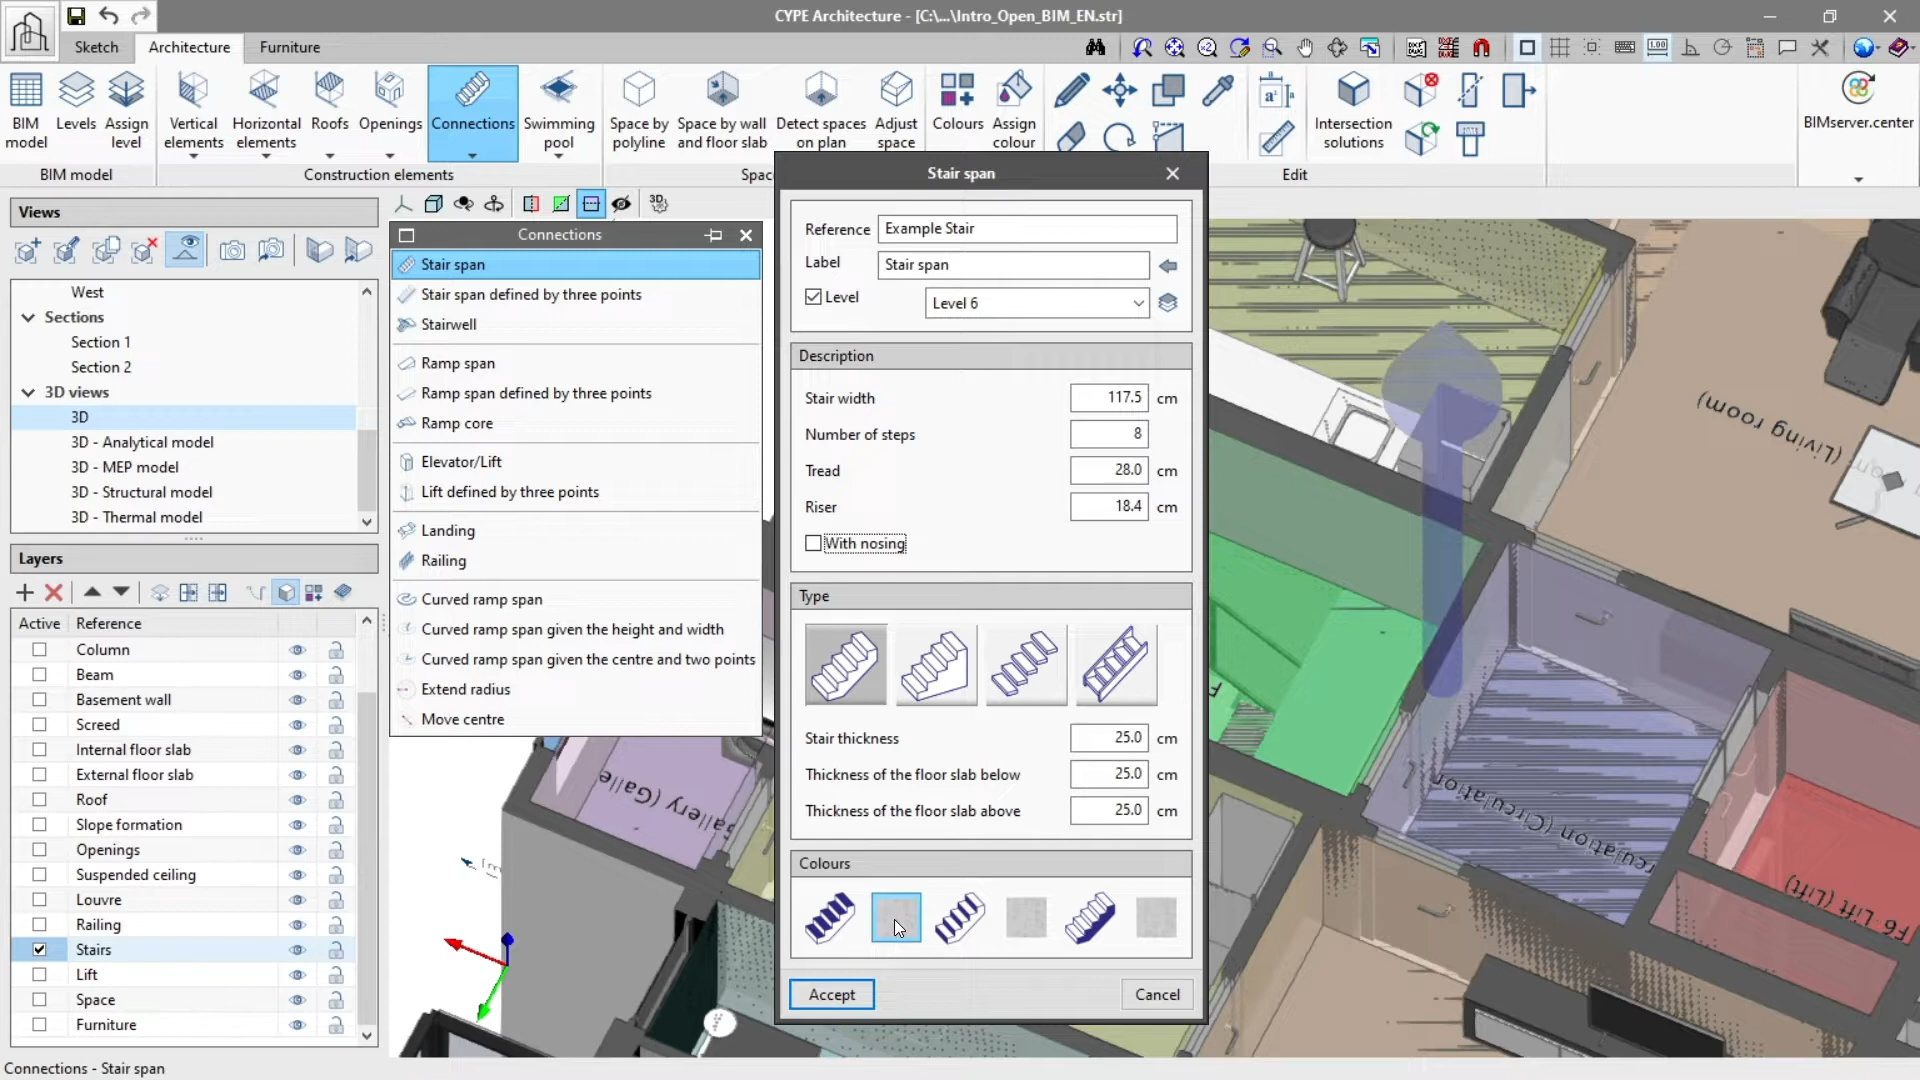 CYPE Architecture - [C:\...\Intro_Open_BIM_EN.str]
Sketch
Architecture
Furniture
BIM model
Levels
Assign level
Vertical elements
Horizontal elements
Roofs
Openings
Connections
Swimming pool
Space by polyline
Space by wall and floor slab
Detect spaces on plan
Adjust space
Colours
Assign colour
Intersection solutions
BIMserver.center
BIM model
Construction elements
Spac
Edit
Views
West
Sections
Section 1
Section 2
3D views
3D
3D - Analytical model
3D - MEP model
3D - Structural model
3D - Thermal model
Layers
Active Reference
Column
Beam
Basement wall
Screed
Internal floor slab
External floor slab
Roof
Slope formation
Openings
Suspended ceiling
Louvre
Railing
Stairs
Lift
Space
Furniture
Connections - Stair span
Connections
Stair span
Stair span defined by three points
Stairwell
Ramp span
Ramp span defined by three points
Ramp core
Elevator/Lift
Lift defined by three points
Landing
Railing
Curved ramp span
Curved ramp span given the height and width
Curved ramp span given the centre and two points
Extend radius
Move centre
Stair span
Reference Example Stair
Label Stair span
Level Level 6
Description
Stair width 117.5 cm
Number of steps 8
Tread 28.0 cm
Riser 18.4 cm
With nosing
Type
Stair thickness 25.0 cm
Thickness of the floor slab below 25.0 cm
Thickness of the floor slab above 25.0 cm
Colours
Accept
Cancel
(Living room)
allery (Galle
rculation (Circulation
F6 Lift (Lift)